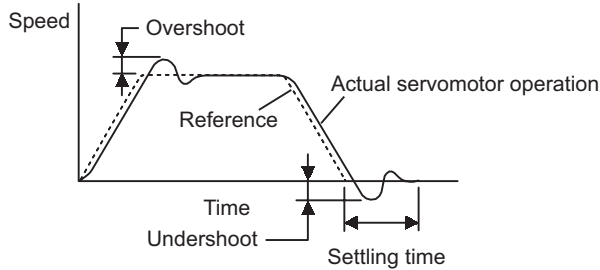 Speed
Overshoot
Actual servomotor operation
Reference
Time
Undershoot
Settling time